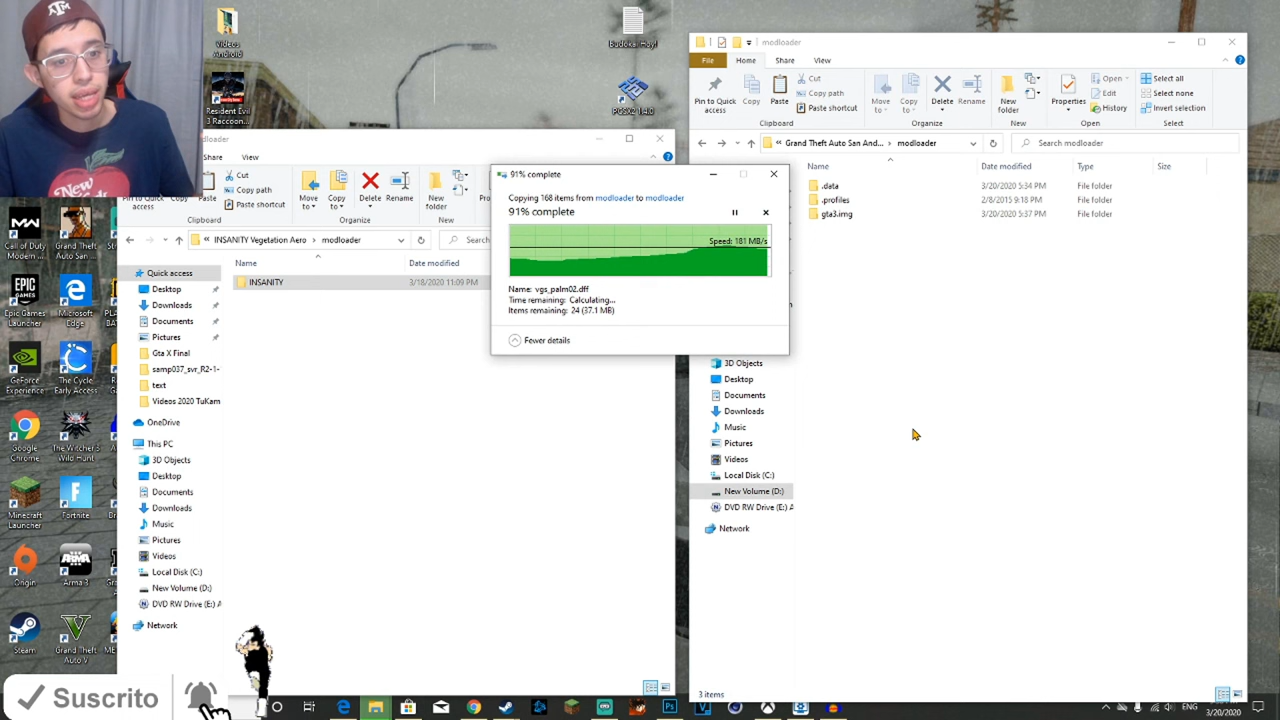 Videos
Android
Resident Evil
3 Raccoon...
Budokai Hoy!
PCSX2 1.4.0
New
Call of Duty
Modern ...
Grand Theft
Auto San ...
Epic Games
Launcher
Microsoft
Edge
GeForce
Experience
The Cycle
Early Access
Google
Chrome
The Witcher 3
Wild Hunt
Minecraft
Launcher
Fortnite
Origin
Arma 3
Steam
Grand Theft
Auto V
Share
View
Cut
Copy path
Paste shortcut
access
Copy
Paste
Clipboard
Move
to
Copy
to
Delete
Rename
Organize
New
folder
New
INSANITY Vegetation Aero
modloader
Search
Name
Date modified
INSANITY
3/18/2020 11:09 PM
Quick access
Desktop
Downloads
Documents
Pictures
Gta X Final
samp037_svr_R2-1-
text
Videos 2020 TuKam
OneDrive
This PC
3D Objects
Desktop
Documents
Downloads
Music
Pictures
Videos
Local Disk (C:)
New Volume (D:)
DVD RW Drive (E:) A
Network
91% complete
Copying 168 items from modloader to modloader
91% complete
Speed: 181 MB/s
Name: vgs_palm02.dff
Time remaining: Calculating...
Items remaining: 24 (37.1 MB)
Fewer details
modloader
File
Home
Share
View
Pin to Quick
access
Copy
Paste
Cut
Copy path
Paste shortcut
Clipboard
Move
to
Copy
to
Delete
Rename
Organize
New
folder
New
Properties
Open
Edit
History
Open
Select all
Select none
Invert selection
Select
Grand Theft Auto San And...
modloader
Search modloader
Name
Date modified
Type
Size
.data
3/20/2020 5:34 PM
File folder
.profiles
2/8/2015 9:18 PM
File folder
gta3.img
3/20/2020 5:37 PM
File folder
3D Objects
Desktop
Documents
Downloads
Music
Pictures
Videos
Local Disk (C:)
New Volume (D:)
DVD RW Drive (E:) A
Network
3 items
Suscrito
ENG
3/20/2020